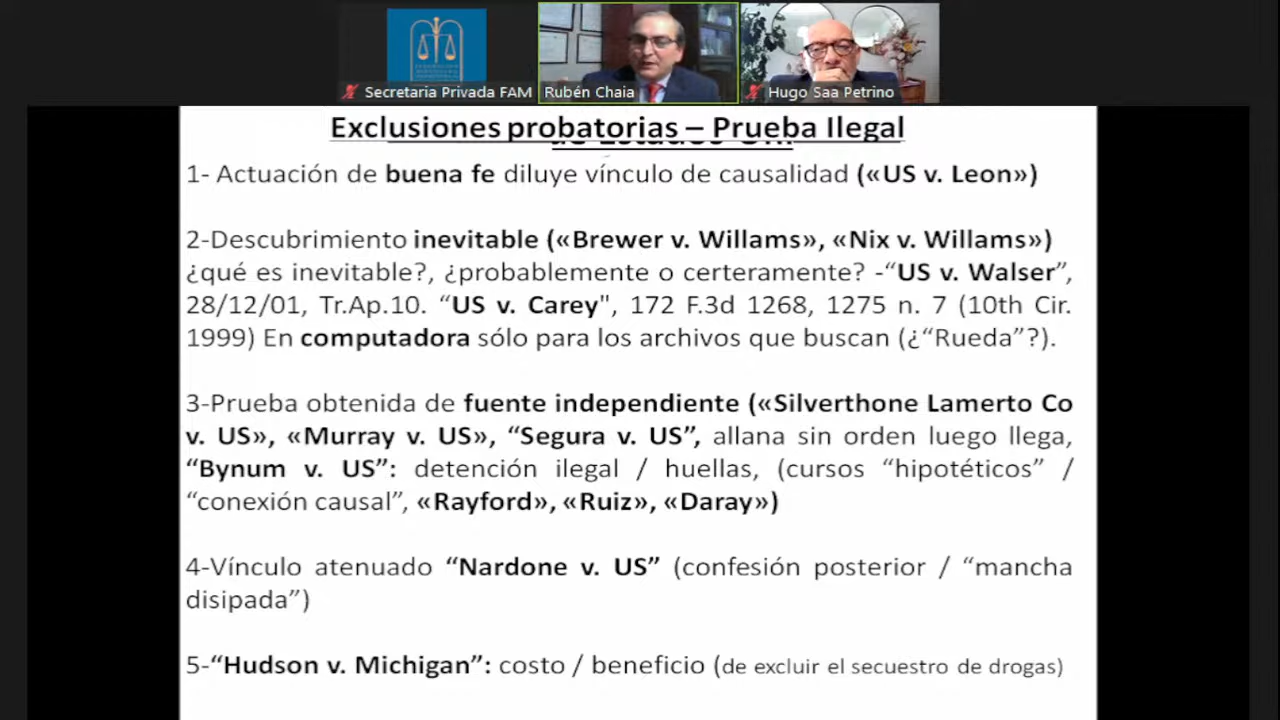 Secretaria Privada FAM
Rubén Chaia
Hugo Saa Petrino
Exclusiones probatorias – Prueba Ilegal
1- Actuación de buena fe diluye vínculo de causalidad («US v. Leon»)
2-Descubrimiento inevitable («Brewer v. Willams», «Nix v. Willams»)
¿qué es inevitable?, ¿probablemente o certeramente? -“US v. Walser”,
28/12/01, Tr.Ap.10. “US v. Carey", 172 F.3d 1268, 1275 n. 7 (10th Cir.
1999) En computadora sólo para los archivos que buscan (¿“Rueda”?).
3-Prueba obtenida de fuente independiente («Silverthone Lamerto Co
v. US», «Murray v. US», “Segura v. US”, allana sin orden luego llega,
“Bynum v. US”: detención ilegal / huellas, (cursos “hipotéticos” /
“conexión causal”, «Rayford», «Ruiz», «Daray»)
4-Vínculo atenuado “Nardone v. US” (confesión posterior / “mancha
disipada”)
5-“Hudson v. Michigan”: costo / beneficio (de excluir el secuestro de drogas)